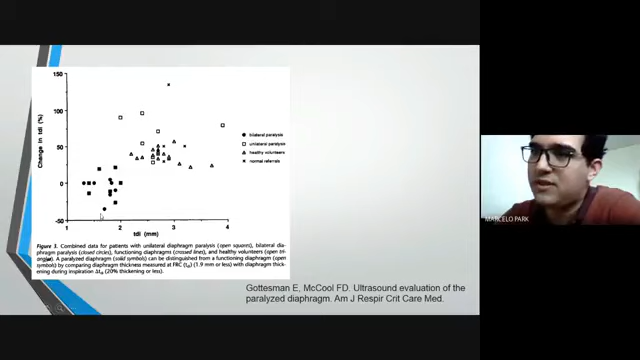 Change in tdi (%)
150
100
50
0
-50
1
2
3
4
tdi (mm)
bilateral paralysis
unilateral paralysis
healthy volunteers
normal referrals
Figure 3. Combined data for patients with unilateral diaphragm paralysis (open squares), bilateral dia-
phragm paralysis (closed circles), functioning diaphragms (crossed lines), and healthy volunteers (open tri-
A paralyzed diaphragm (solid symbols) can be distinguished from a functioning diaphragm (open
symbols) by comparing diaphragm thickness measured at FRC (1.9 mm or less) with diaphragm thick-
ening during inspiration (20% thickening or less).
Gottesman E, McCool FD. Ultrasound evaluation of the
paralyzed diaphragm. Am J Respir Crit Care Med.
MARCELO PARK